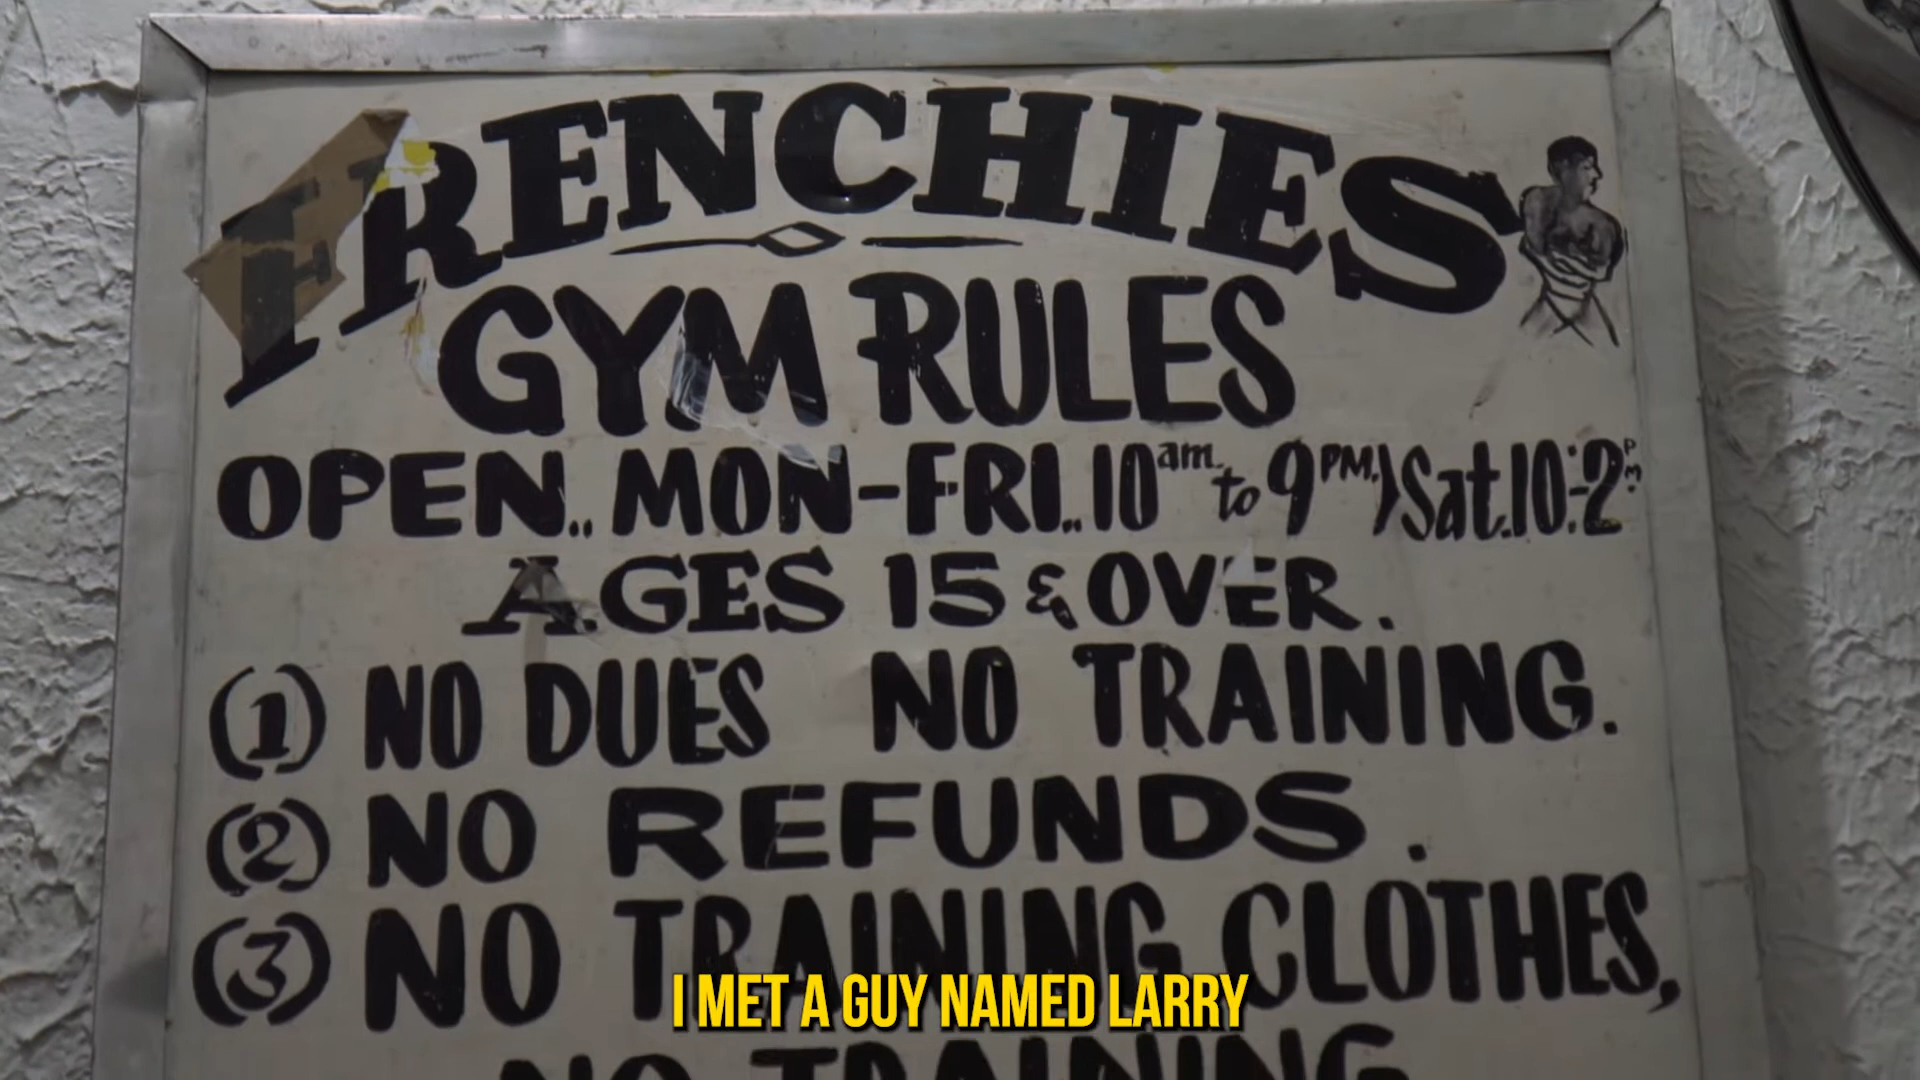 FRENCHIES
GYM RULES
OPEN.. MON-FRI.. 10am. to 9PM.) Sat. 10:-2PM.
AGES 15 & OVER.
(1) NO DUES NO TRAINING.
(2) NO REFUNDS.
(3) NO TRAINING CLOTHES,
NO TRAINING
I MET A GUY NAMED LARRY